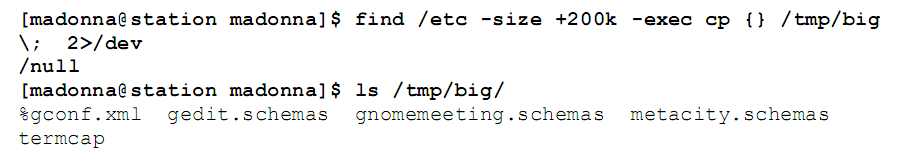 [madonna@station madonna]$ find /etc -size +200k -exec cp {} /tmp/big
\;  2>/dev
/null
[madonna@station madonna]$ ls /tmp/big/
%gconf.xml  gedit.schemas  gnomemeeting.schemas  metacity.schemas
termcap